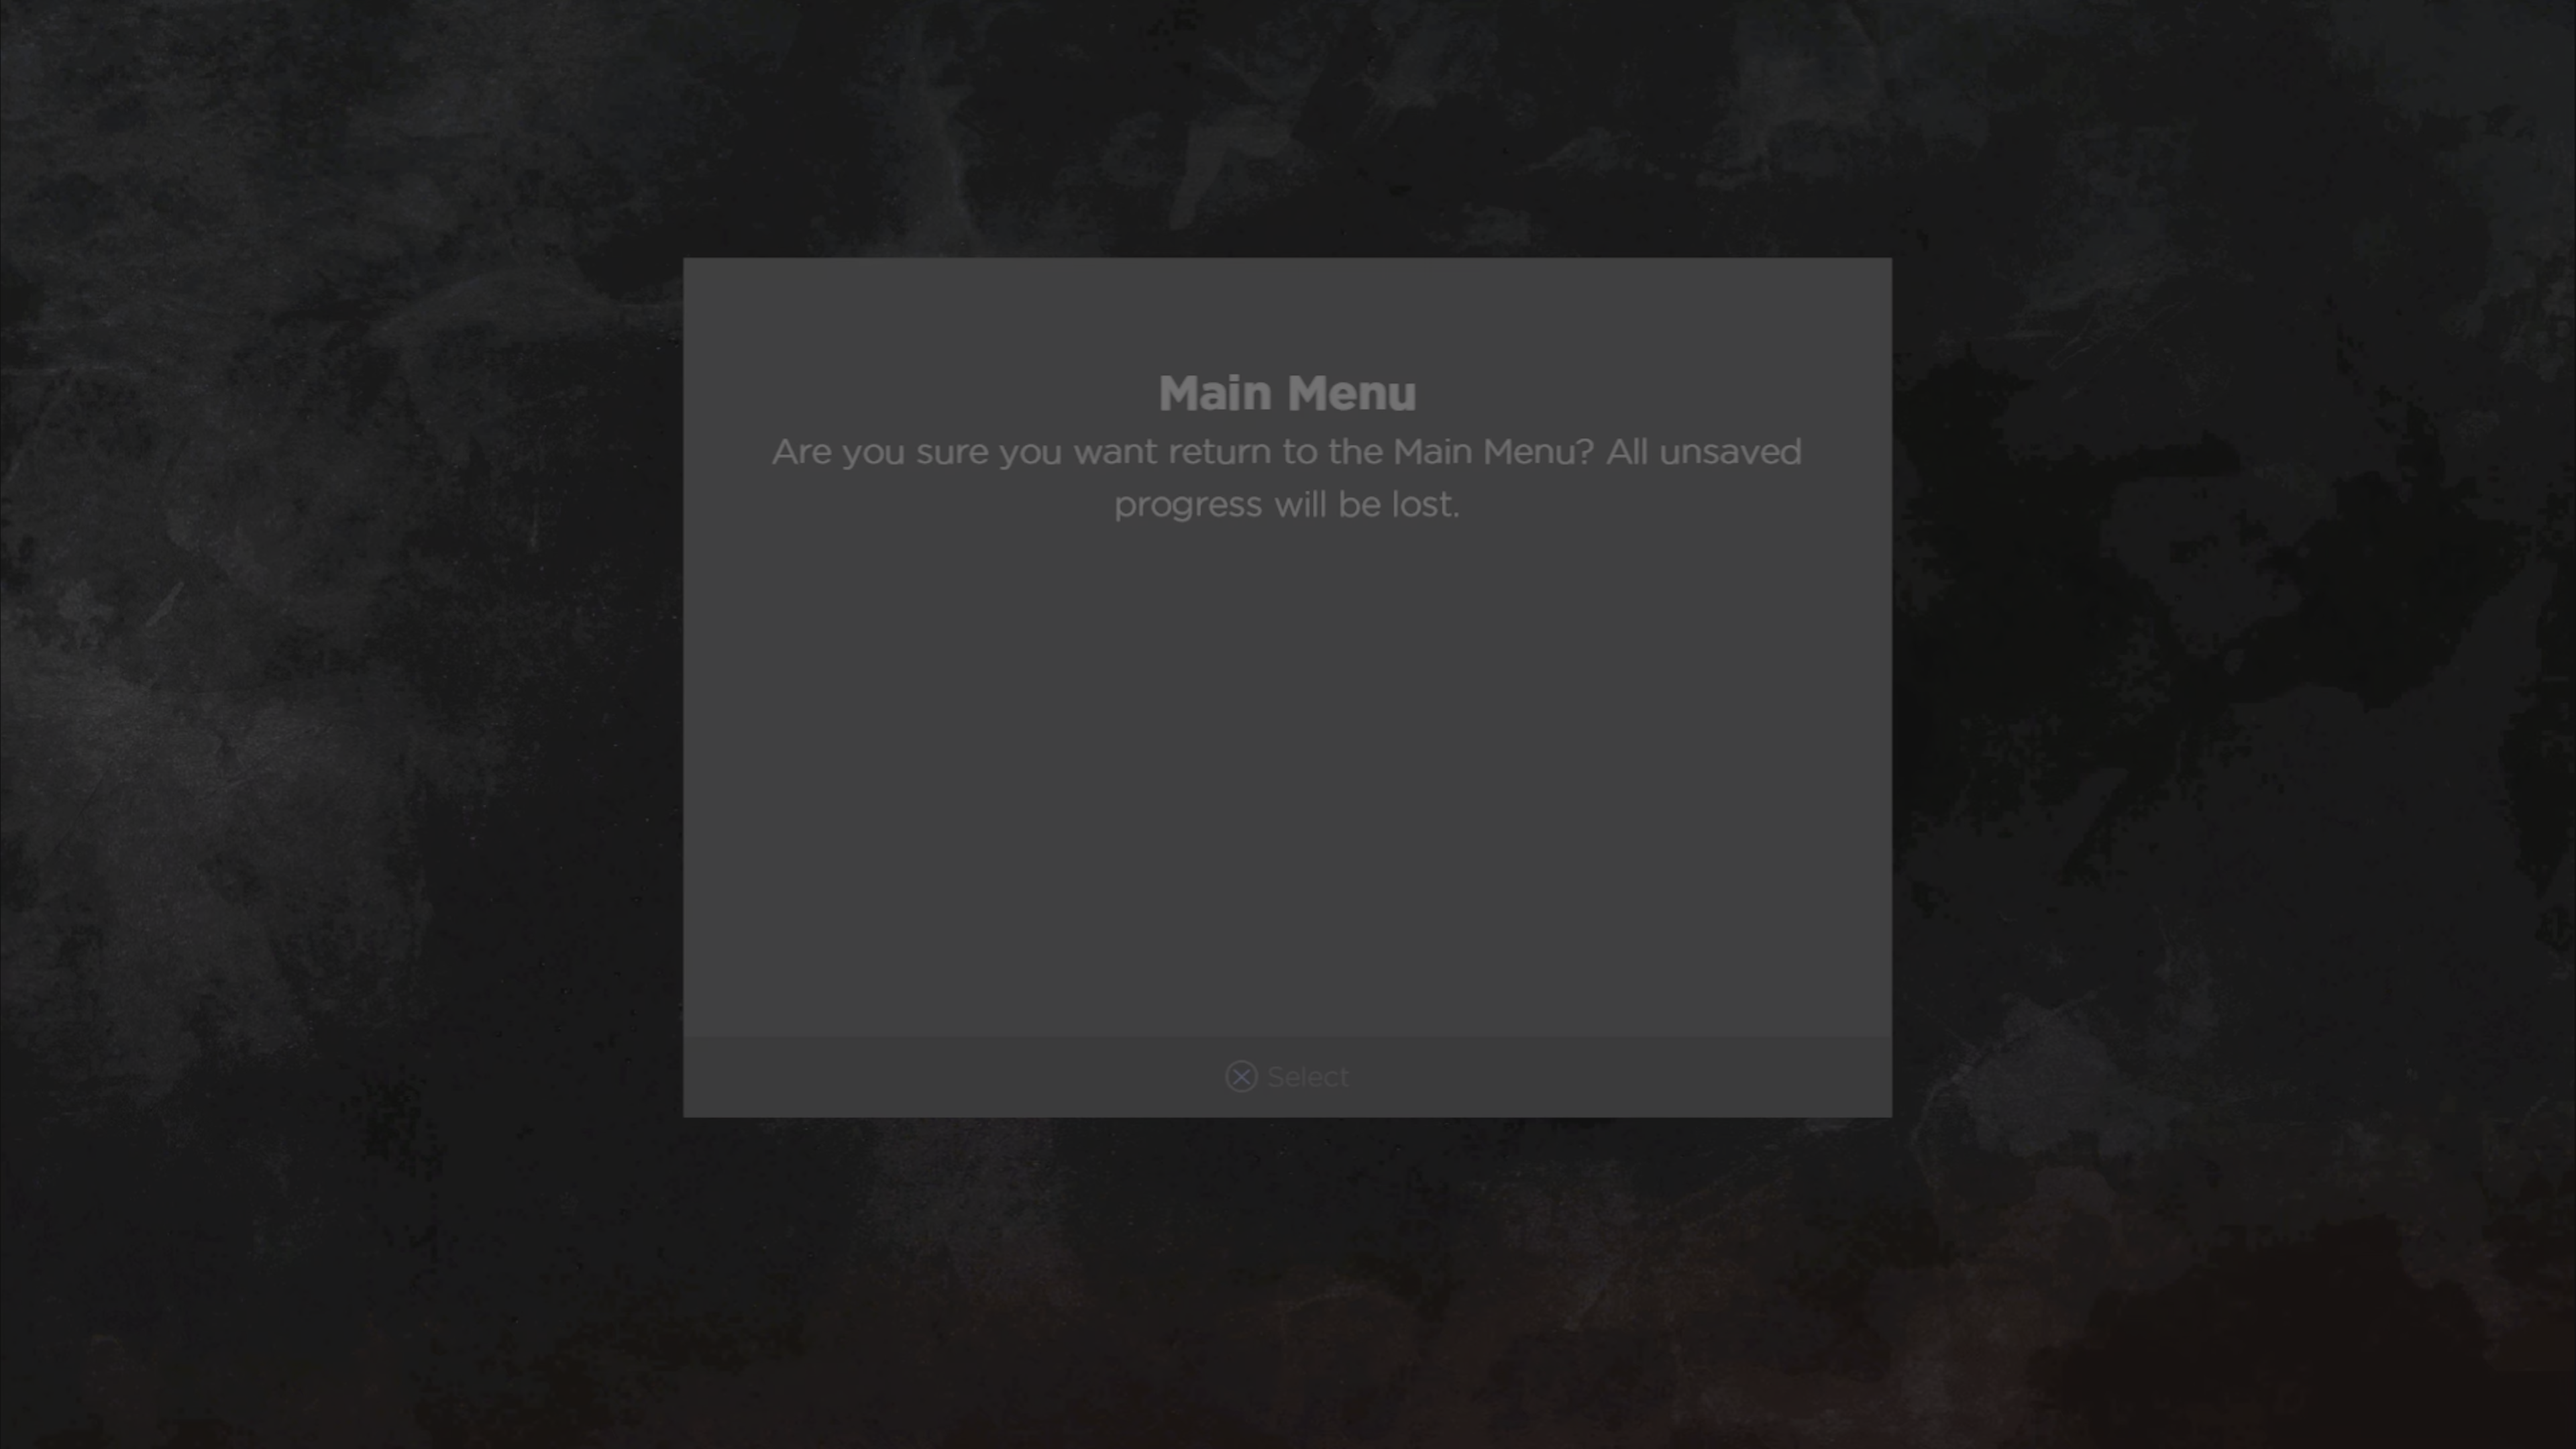 Main Menu
Are you sure you want return to the Main Menu? All unsaved
progress will be lost.
Select